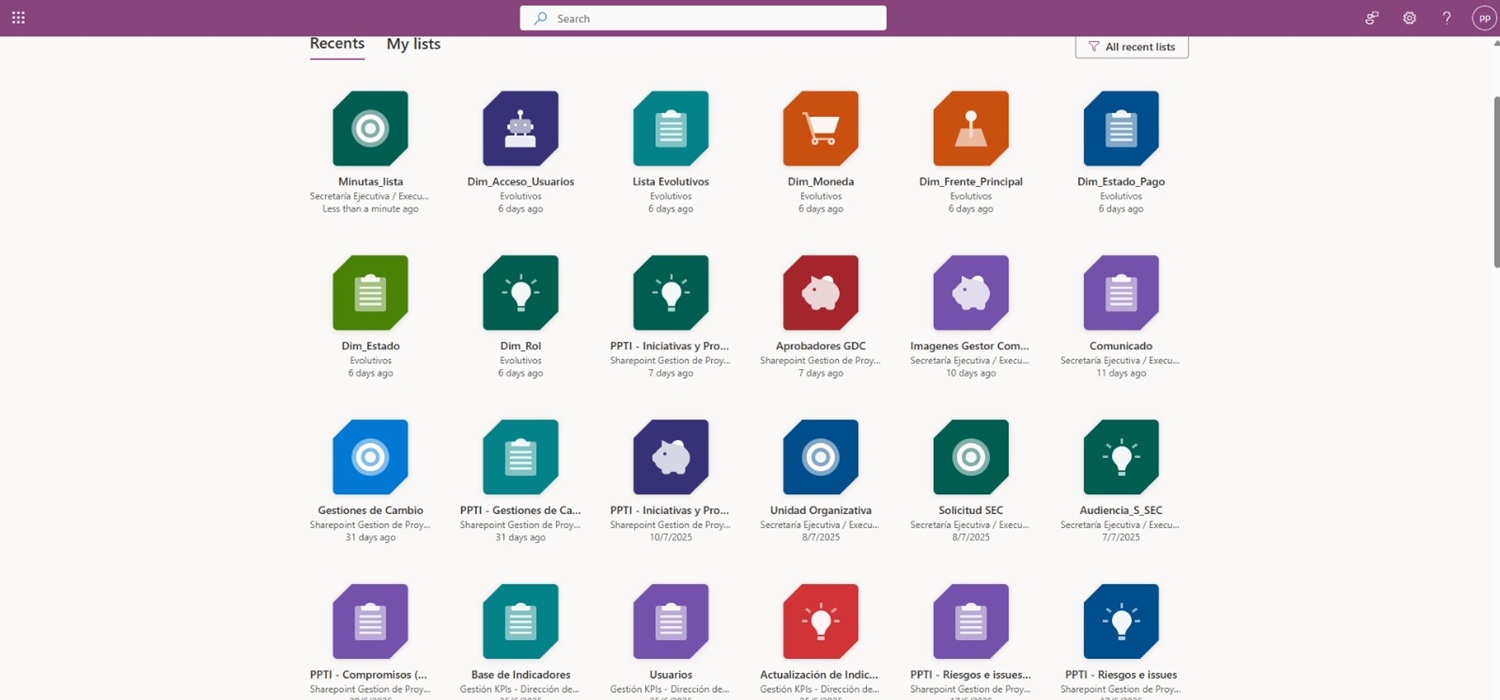 Search
PP
Recents
My lists
All recent lists
Minutas_lista
Secretaría Ejecutiva / Execu...
Less than a minute ago
Dim_Acceso_Usuarios
Evolutivos
6 days ago
Lista Evolutivos
Evolutivos
6 days ago
Dim_Moneda
Evolutivos
6 days ago
Dim_Frente_Principal
Evolutivos
6 days ago
Dim_Estado_Pago
Evolutivos
6 days ago
Dim_Estado
Evolutivos
6 days ago
Dim_Rol
Evolutivos
6 days ago
PPTI - Iniciativas y Pro...
Sharepoint Gestion de Proy...
7 days ago
Aprobadores GDC
Sharepoint Gestion de Proy...
7 days ago
Imagenes Gestor Com...
Secretaría Ejecutiva / Execu...
10 days ago
Comunicado
Secretaría Ejecutiva / Execu...
11 days ago
Gestiones de Cambio
Sharepoint Gestion de Proy...
31 days ago
PPTI - Gestiones de Ca...
Sharepoint Gestion de Proy...
31 days ago
PPTI - Iniciativas y Pro...
Sharepoint Gestion de Proy...
10/7/2025
Unidad Organizativa
Secretaría Ejecutiva / Execu...
8/7/2025
Solicitud SEC
Secretaría Ejecutiva / Execu...
8/7/2025
Audiencia_S_SEC
Secretaría Ejecutiva / Execu...
7/7/2025
PPTI - Compromisos (...
Sharepoint Gestion de Proy...
Base de Indicadores
Gestión KPIs - Dirección de...
Usuarios
Gestión KPIs - Dirección de...
Actualización de Indic...
Gestión KPIs - Dirección de...
PPTI - Riesgos e issues...
Sharepoint Gestion de Proy...
PPTI - Riesgos e issues
Sharepoint Gestion de Proy...